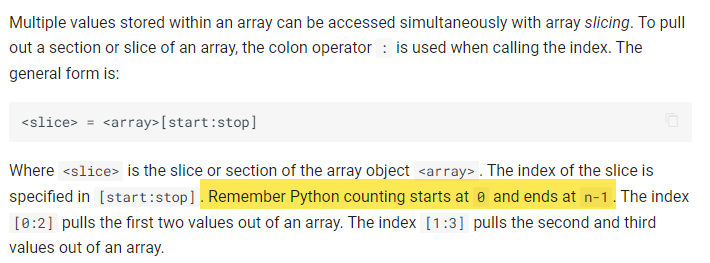 Multiple values stored within an array can be accessed simultaneously with array slicing. To pull
out a section or slice of an array, the colon operator : is used when calling the index. The
general form is:
<slice> = <array>[start:stop]
Where <slice> is the slice or section of the array object <array> . The index of the slice is
specified in [start:stop] . Remember Python counting starts at 0 and ends at n-1 . The index
[0:2] pulls the first two values out of an array. The index [1:3] pulls the second and third
values out of an array.